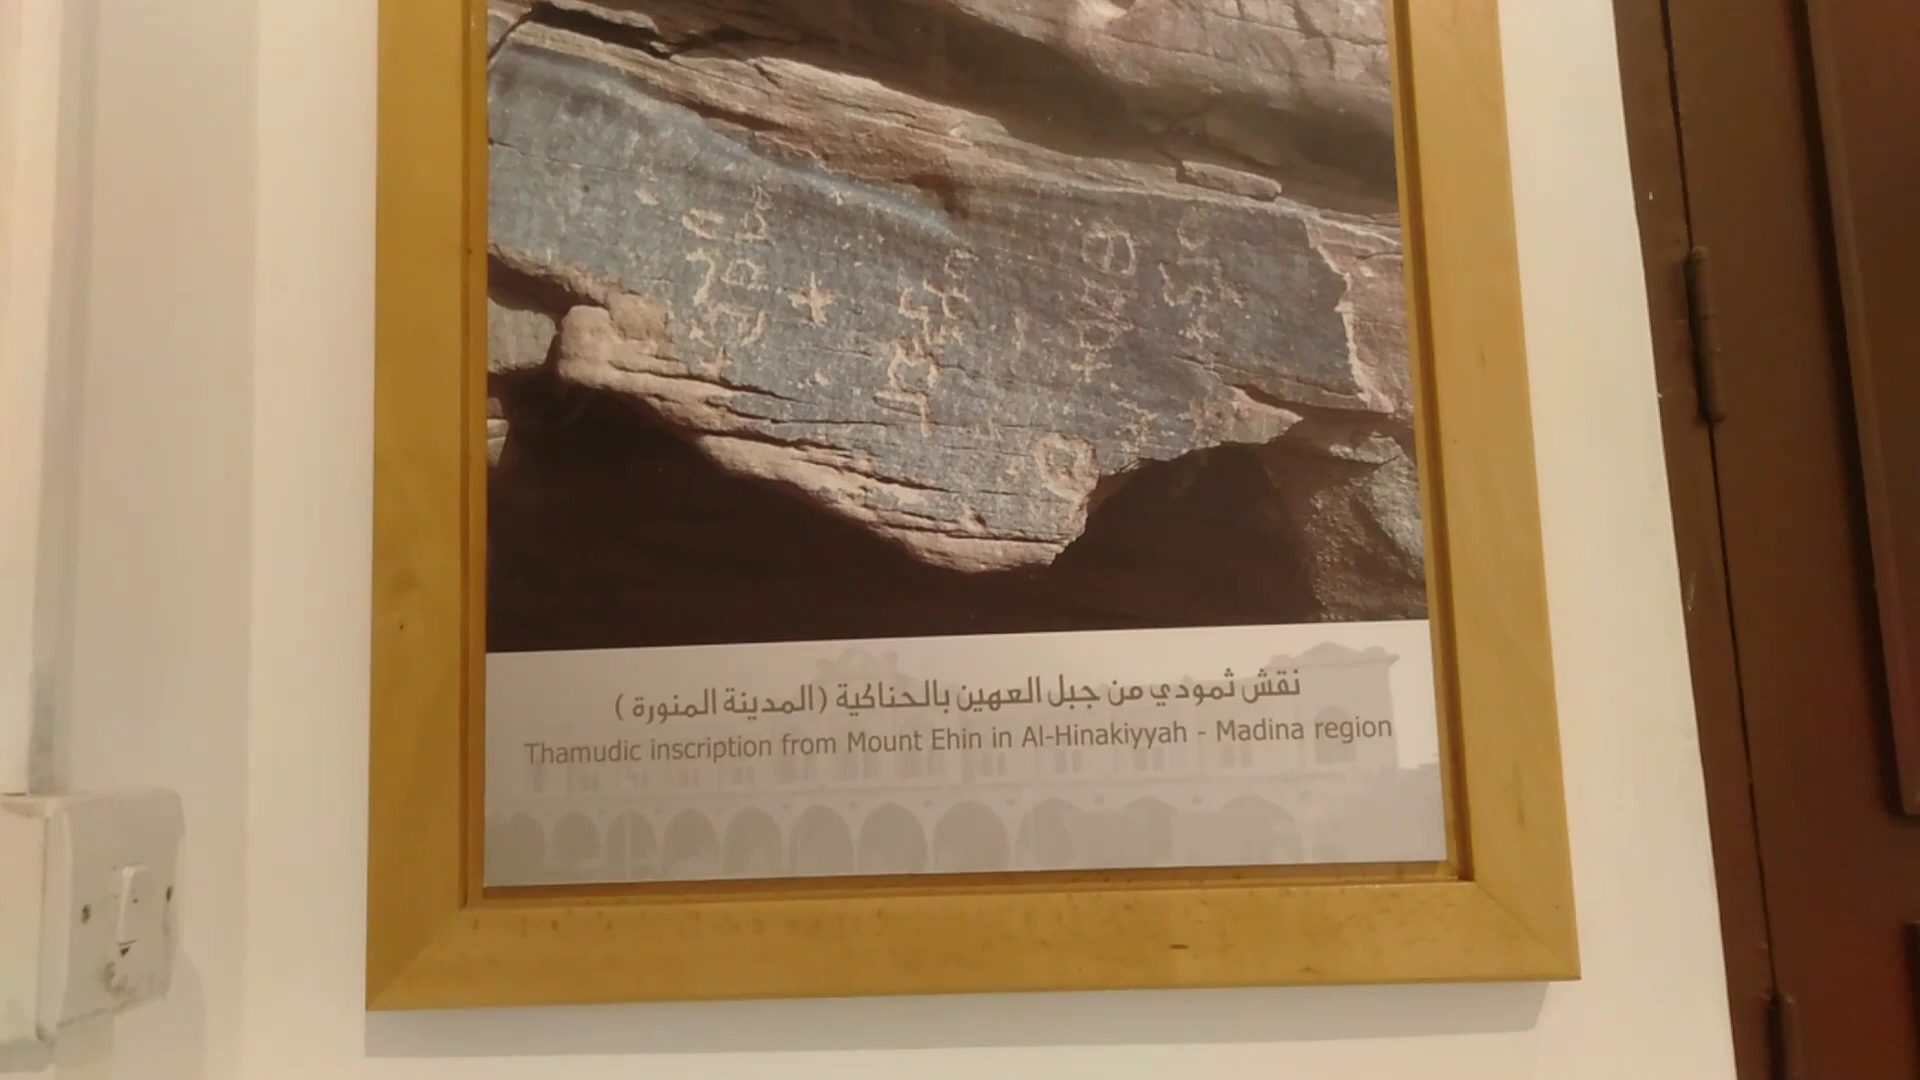 نقش ثمودي من جبل العهين بالحناكية (المدينة المنورة )
Thamudic inscription from Mount Ehin in Al-Hinakiyyah - Madina region